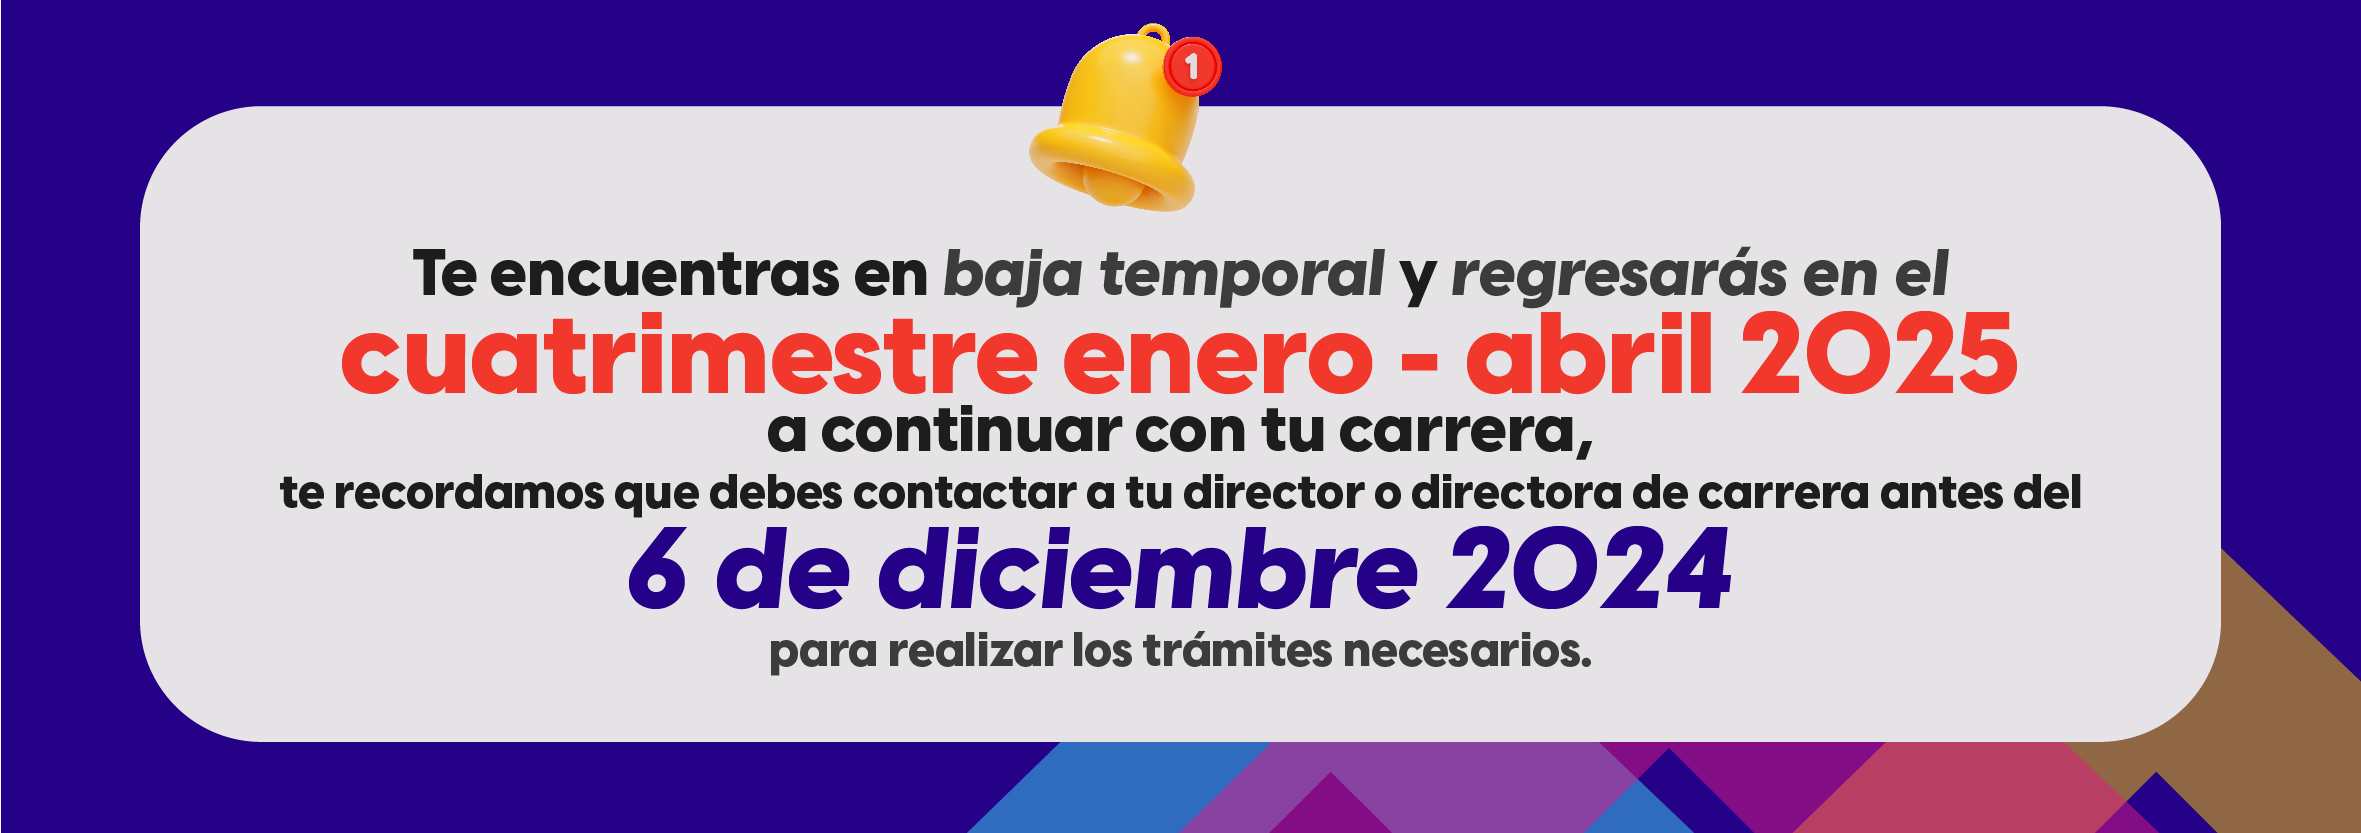 1
Te encuentras en baja temporal y regresarás en el
cuatrimestre enero - abril 2025
a continuar con tu carrera,
te recordamos que debes contactar a tu director o directora de carrera antes del
6 de diciembre 2024
para realizar los trámites necesarios.